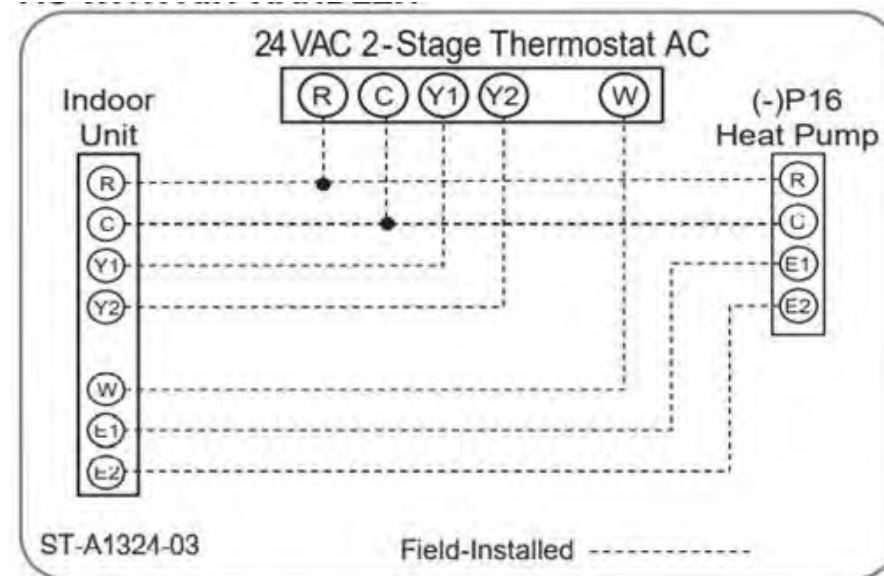 24 VAC 2-Stage Thermostat AC
R C Y1 Y2 W
Indoor
Unit
(-)P16
Heat Pump
R
C
Y1
Y2
W
E1
E2
R
C
E1
E2
ST-A1324-03
Field-Installed